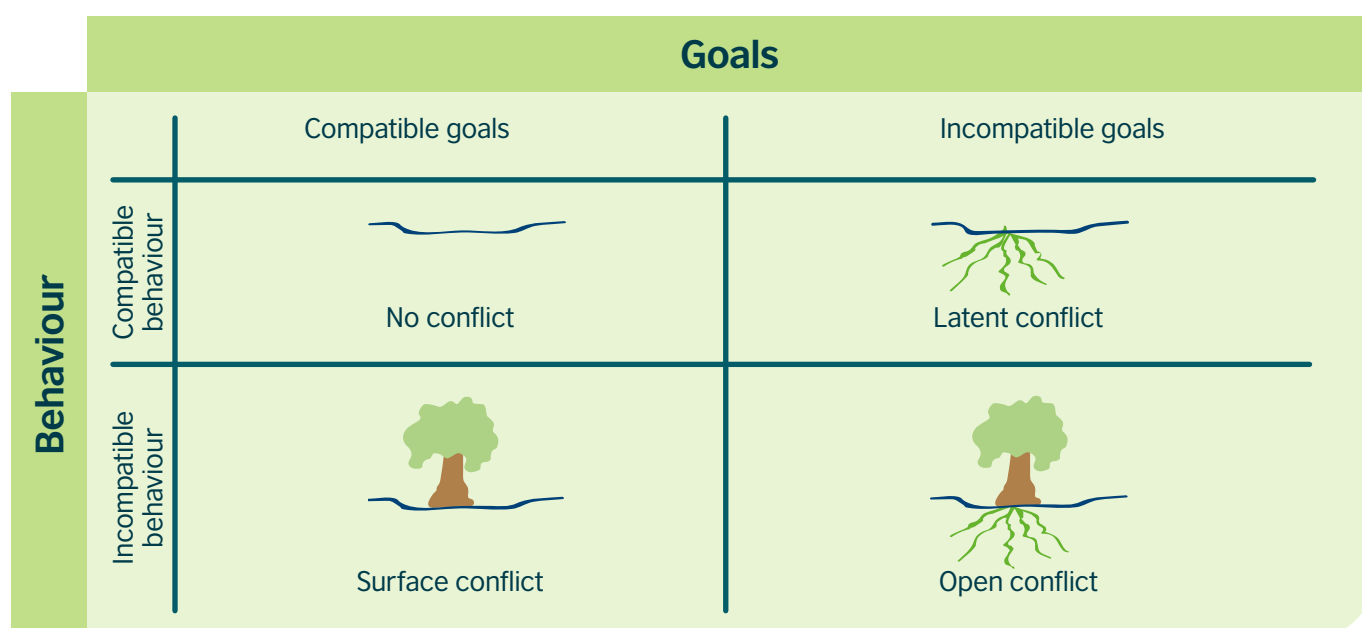 Goals
Behaviour
Compatible goals
Incompatible goals
Compatible
behaviour
No conflict
Latent conflict
Incompatible
behaviour
Surface conflict
Open conflict